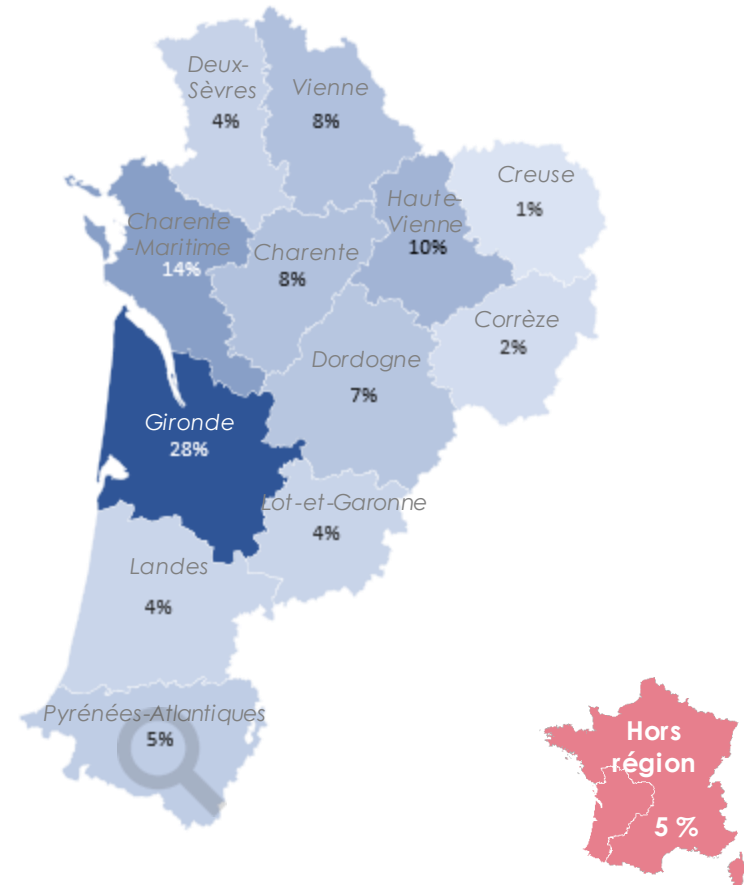 Deux-
Sèvres
4%
Vienne
8%
Creuse
1%
Haute-
Vienne
10%
Charente
-Maritime
14%
Charente
8%
Corrèze
2%
Dordogne
7%
Gironde
28%
Lot-et-Garonne
4%
Landes
4%
Pyrénées-Atlantiques
5%
Hors
région
5 %